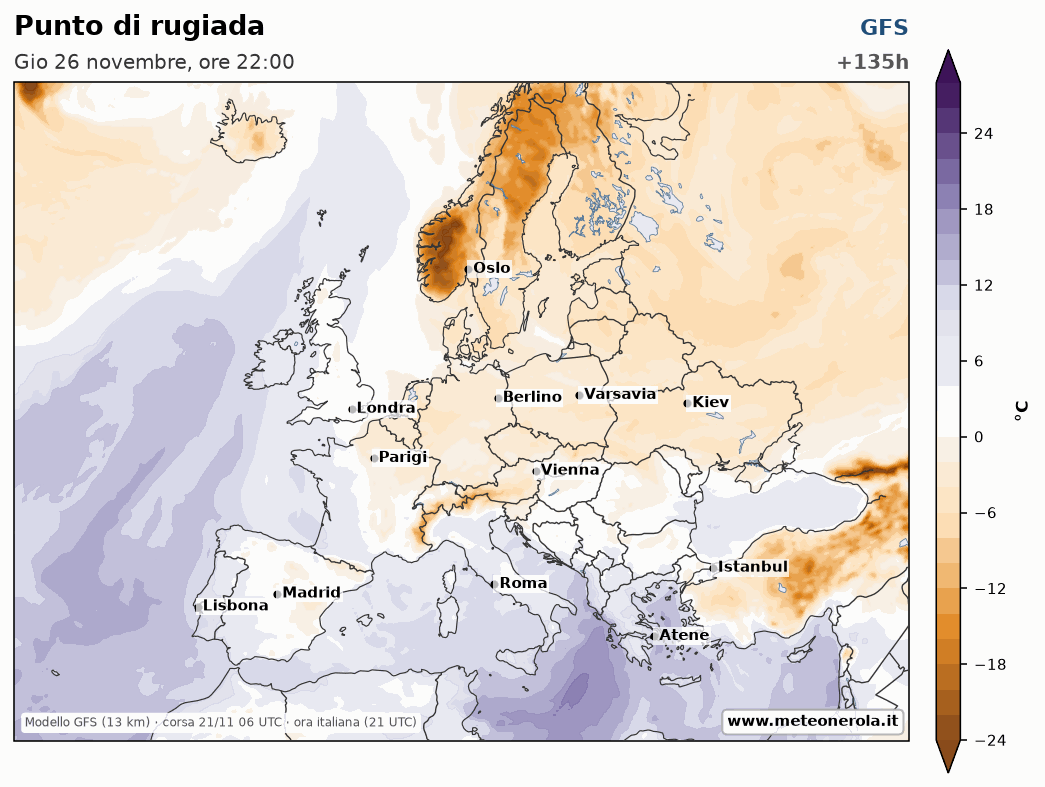 Punto di rugiada
GFS
Gio 26 novembre, ore 22:00
+135h
Oslo
Londra
Berlino
Varsavia
Kiev
Parigi
Vienna
Istanbul
Roma
Madrid
Lisbona
Atene
Modello GFS (13 km) · corsa 21/11 06 UTC · ora italiana (21 UTC)
www.meteonerola.it
24
18
12
6
0
−6
−12
−18
−24
°C